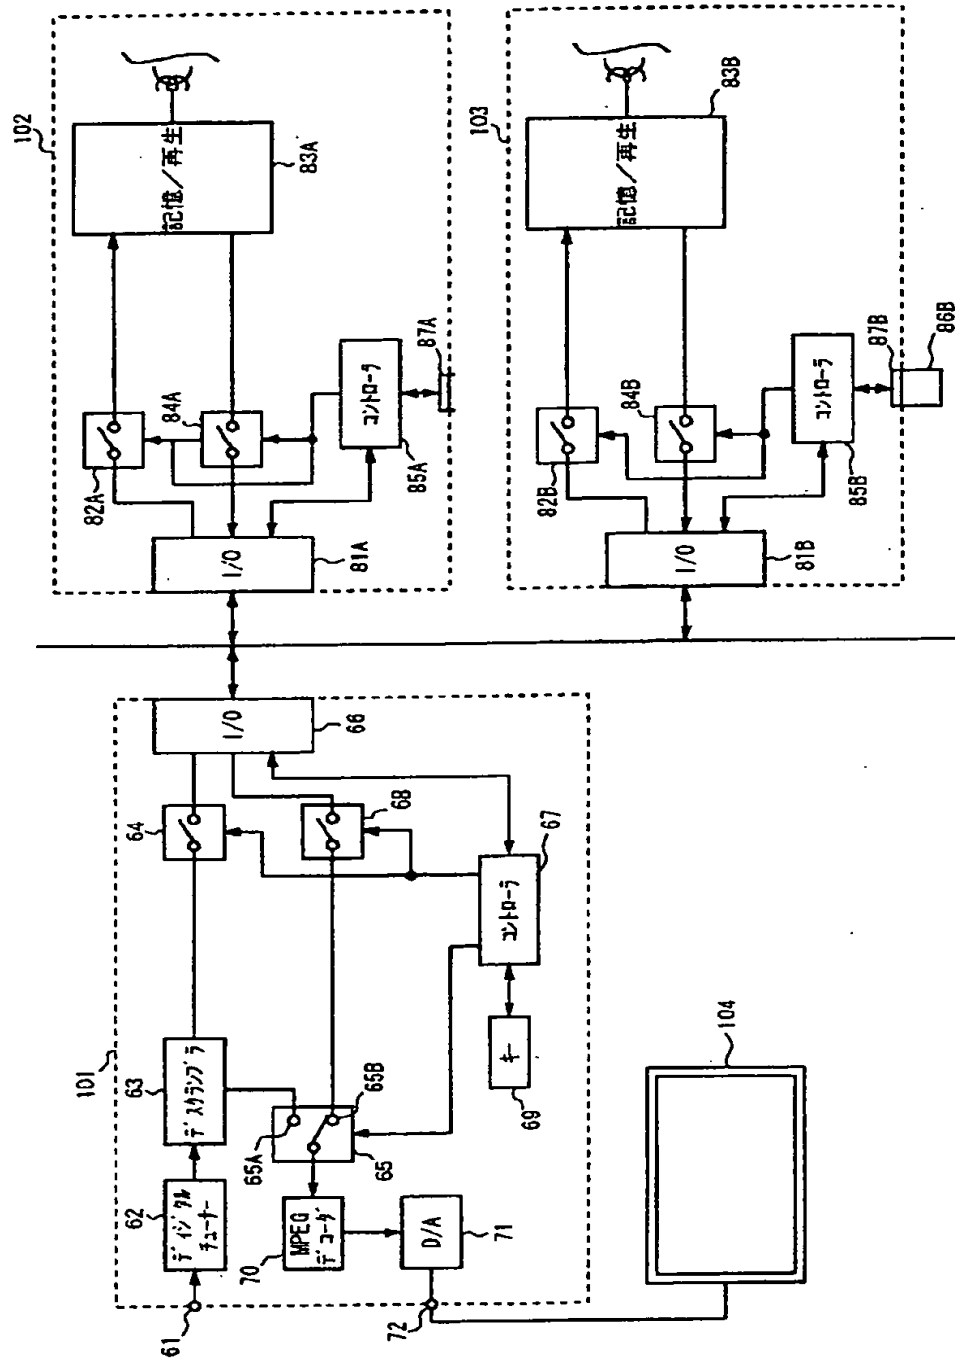 101
61
62
ディジタル
チューナー
63
デスクランブラ
64
I/O
66
65A
65B
65
68
70
MPEG
デコーダ
D/A
71
72
キー
69
コントローラ
67
104
102
I/O
81A
82A
84A
記憶/再生
83A
コントローラ
85A
87A
103
I/O
81B
82B
84B
記憶/再生
83B
コントローラ
85B
87B
86B